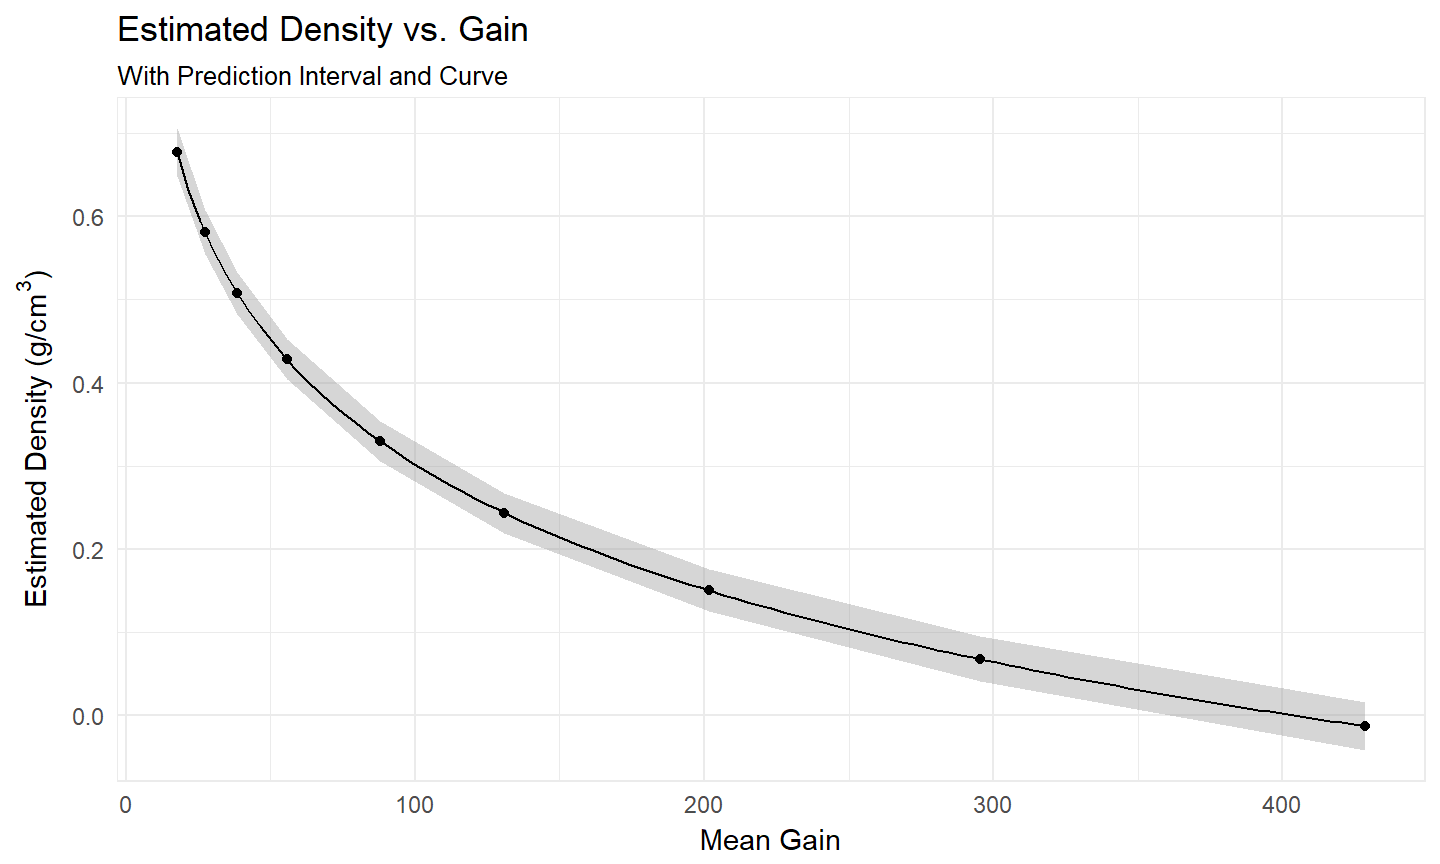 Estimated Density vs. Gain
With Prediction Interval and Curve
Estimated Density (g/cm³)
0.6
0.4
0.2
0.0
0 100 200 300 400
Mean Gain